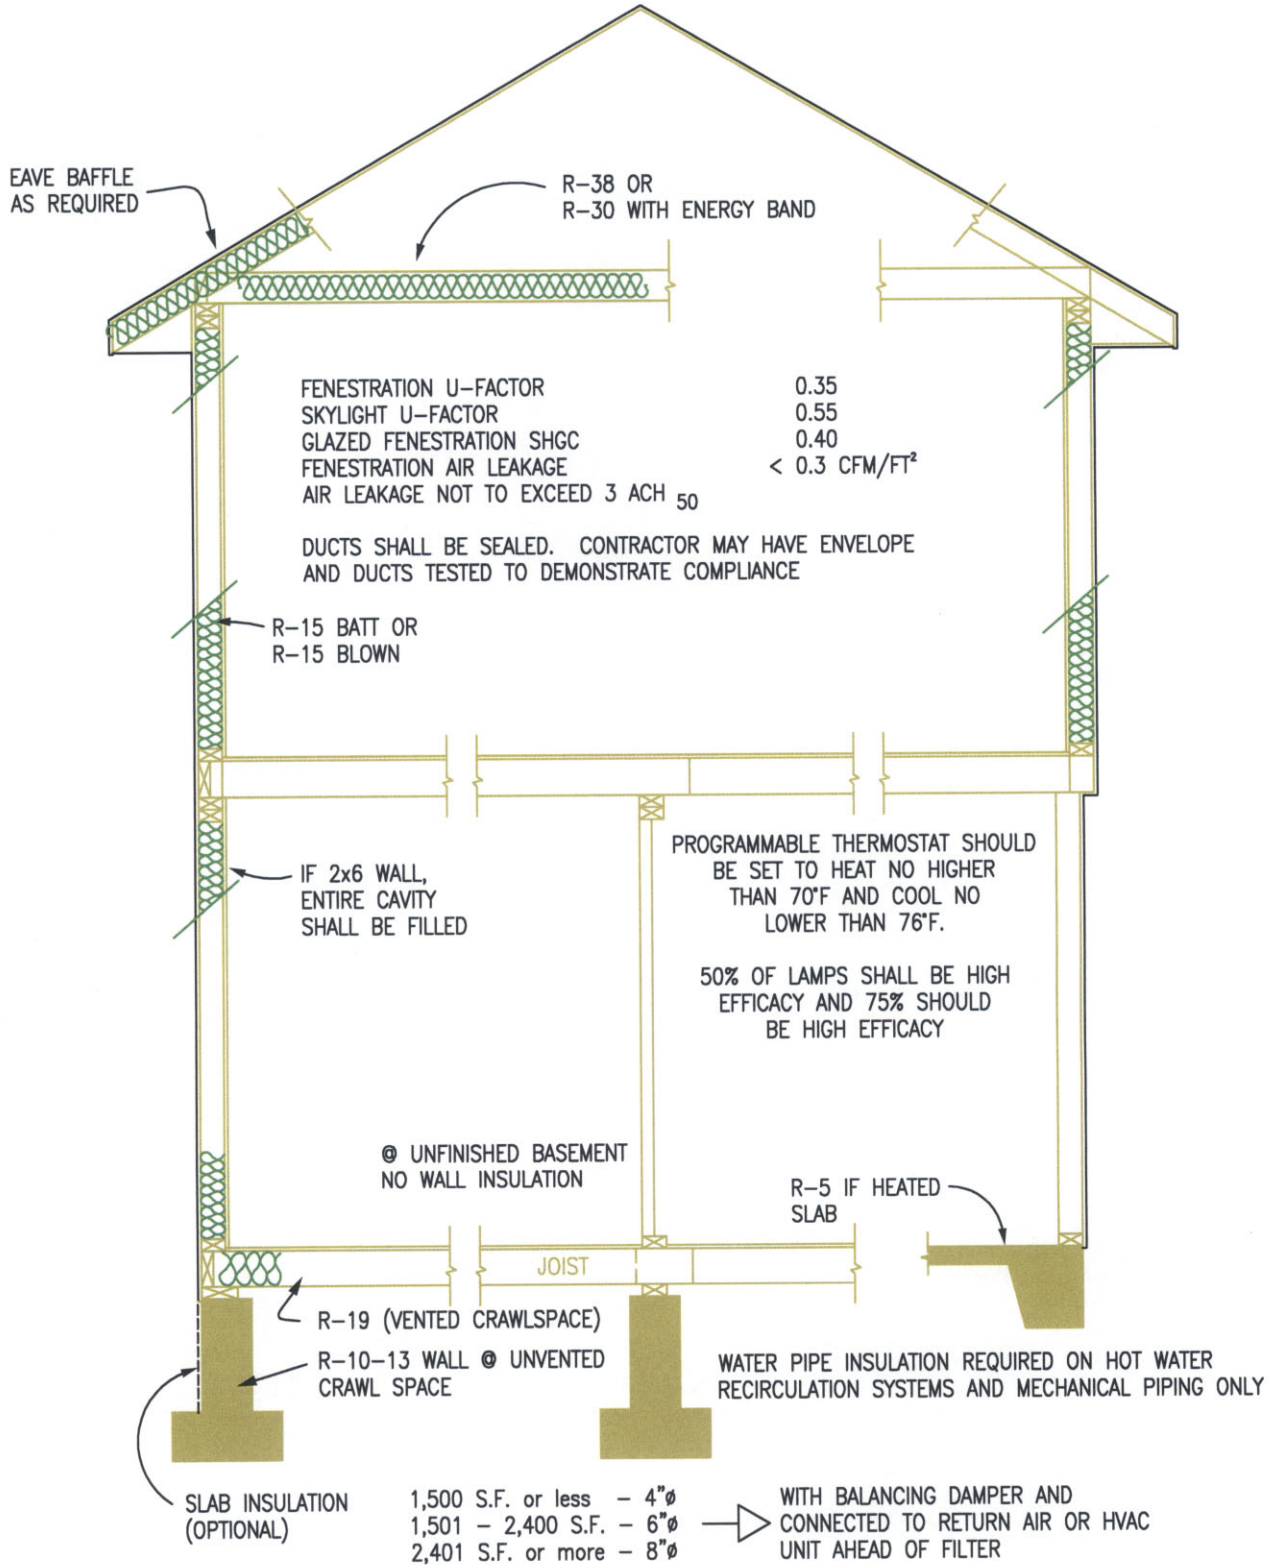 EAVE BAFFLE
AS REQUIRED
R-38 OR
R-30 WITH ENERGY BAND
FENESTRATION U-FACTOR 0.35
SKYLIGHT U-FACTOR 0.55
GLAZED FENESTRATION SHGC 0.40
FENESTRATION AIR LEAKAGE < 0.3 CFM/FT²
AIR LEAKAGE NOT TO EXCEED 3 ACH 50
DUCTS SHALL BE SEALED. CONTRACTOR MAY HAVE ENVELOPE
AND DUCTS TESTED TO DEMONSTRATE COMPLIANCE
R-15 BATT OR
R-15 BLOWN
IF 2x6 WALL,
ENTIRE CAVITY
SHALL BE FILLED
PROGRAMMABLE THERMOSTAT SHOULD
BE SET TO HEAT NO HIGHER
THAN 70°F AND COOL NO
LOWER THAN 76°F.
50% OF LAMPS SHALL BE HIGH
EFFICACY AND 75% SHOULD
BE HIGH EFFICACY
@ UNFINISHED BASEMENT
NO WALL INSULATION
R-5 IF HEATED
SLAB
JOIST
R-19 (VENTED CRAWLSPACE)
R-10-13 WALL @ UNVENTED
CRAWL SPACE
WATER PIPE INSULATION REQUIRED ON HOT WATER
RECIRCULATION SYSTEMS AND MECHANICAL PIPING ONLY
SLAB INSULATION
(OPTIONAL)
1,500 S.F. or less - 4"ø
1,501 - 2,400 S.F. - 6"ø
2,401 S.F. or more - 8"ø
WITH BALANCING DAMPER AND
CONNECTED TO RETURN AIR OR HVAC
UNIT AHEAD OF FILTER